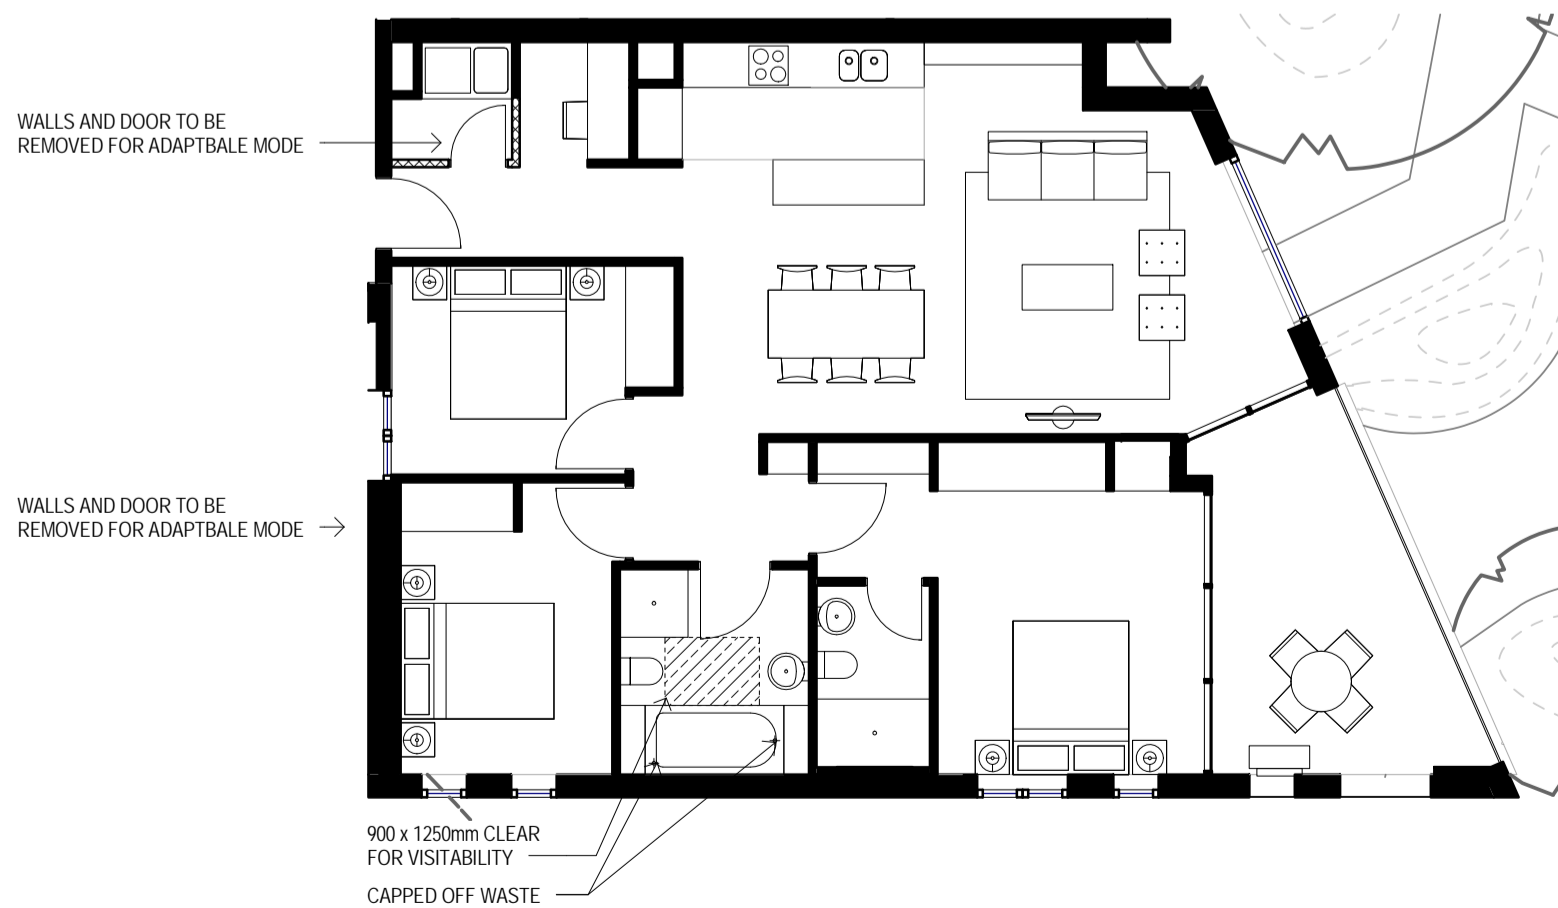 WALLS AND DOOR TO BE
REMOVED FOR ADAPTBALE MODE
WALLS AND DOOR TO BE
REMOVED FOR ADAPTBALE MODE
900 x 1250mm CLEAR
FOR VISITABILITY
CAPPED OFF WASTE